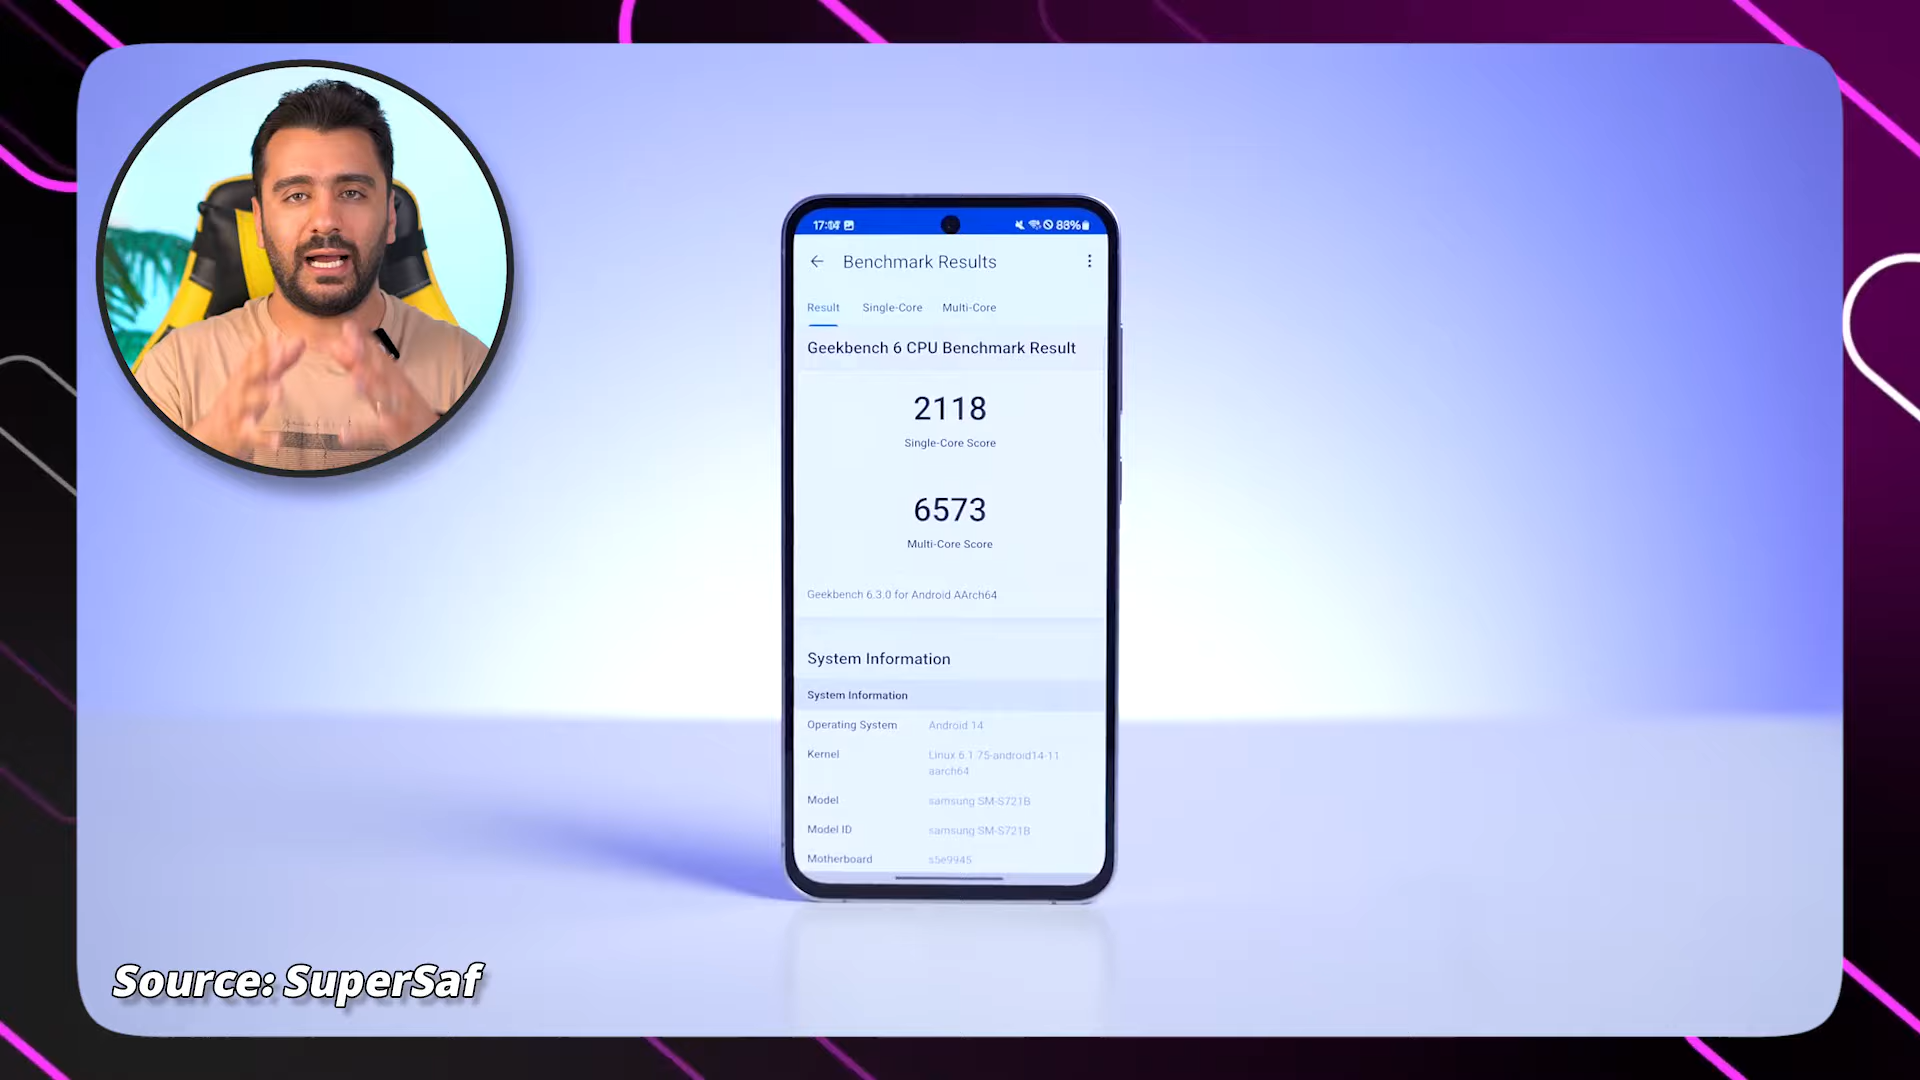 17:04
88%
Benchmark Results
Result Single-Core Multi-Core
Geekbench 6 CPU Benchmark Result
2118
Single-Core Score
6573
Multi-Core Score
Geekbench 6.3.0 for Android AArch64
System Information
System Information
Operating System Android 14
Kernel Linux 6.1.75-android14-11
aarch64
Model samsung SM-S721B
Model ID samsung SM-S721B
Motherboard s5e9945
Source: SuperSaf